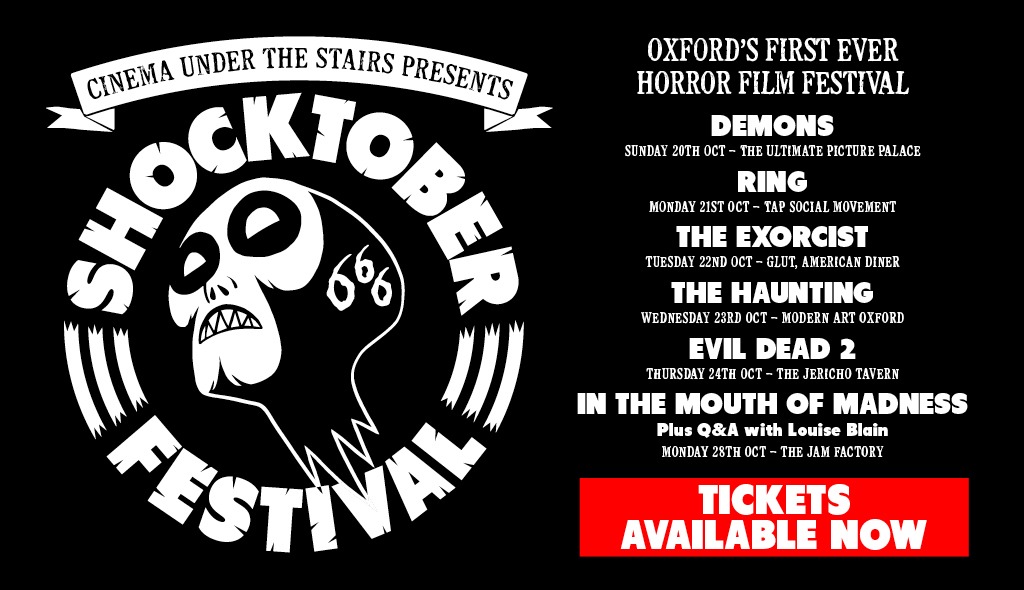 CINEMA UNDER THE STAIRS PRESENTS
SHOCKTOBER
666
FESTIVAL
OXFORD'S FIRST EVER
HORROR FILM FESTIVAL
DEMONS
SUNDAY 20TH OCT – THE ULTIMATE PICTURE PALACE
RING
MONDAY 21ST OCT – TAP SOCIAL MOVEMENT
THE EXORCIST
TUESDAY 22ND OCT – GLUT, AMERICAN DINER
THE HAUNTING
WEDNESDAY 23RD OCT – MODERN ART OXFORD
EVIL DEAD 2
THURSDAY 24TH OCT – THE JERICHO TAVERN
IN THE MOUTH OF MADNESS
Plus Q&A with Louise Blain
MONDAY 28TH OCT – THE JAM FACTORY
TICKETS
AVAILABLE NOW